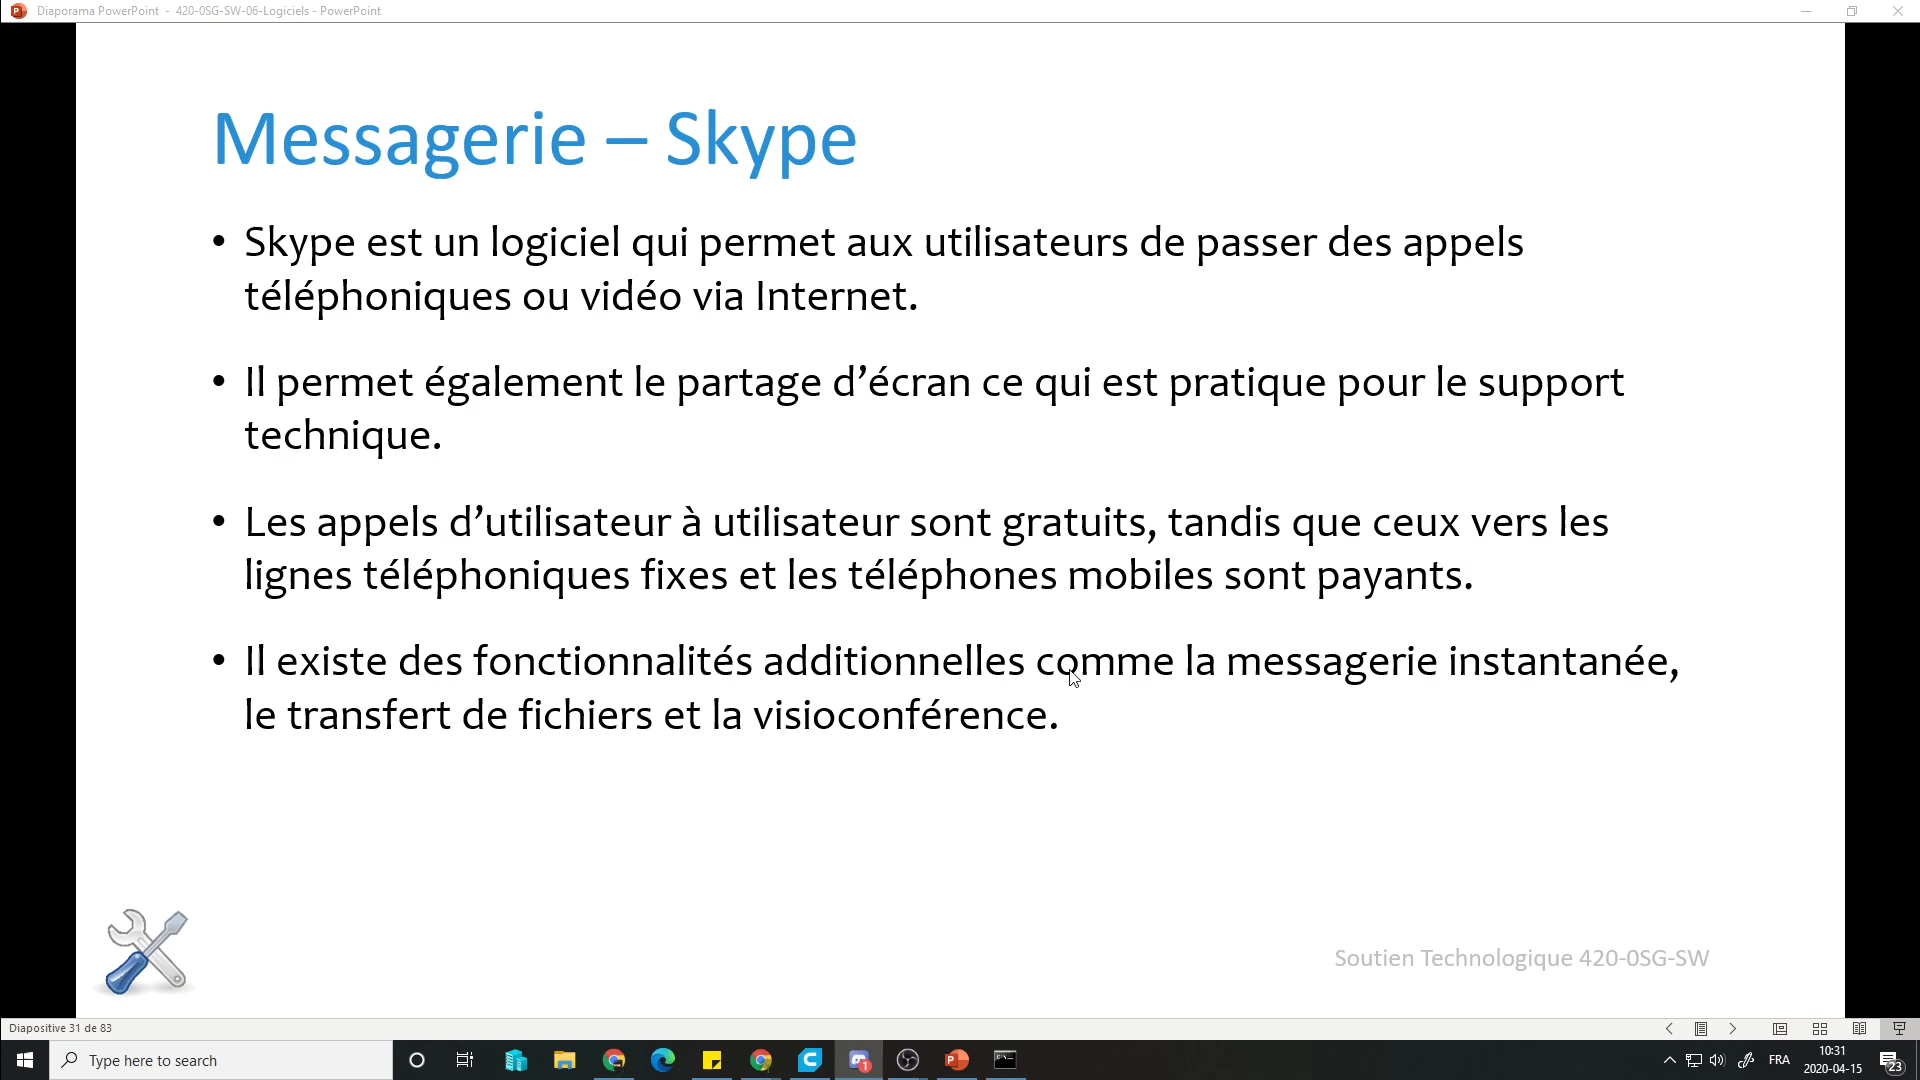 Diaporama PowerPoint - 420-0SG-SW-06-Logiciels - PowerPoint
Messagerie – Skype
• Skype est un logiciel qui permet aux utilisateurs de passer des appels
téléphoniques ou vidéo via Internet.
• Il permet également le partage d’écran ce qui est pratique pour le support
technique.
• Les appels d’utilisateur à utilisateur sont gratuits, tandis que ceux vers les
lignes téléphoniques fixes et les téléphones mobiles sont payants.
• Il existe des fonctionnalités additionnelles comme la messagerie instantanée,
le transfert de fichiers et la visioconférence.
Soutien Technologique 420-0SG-SW
Diapositive 31 de 83
Type here to search
1
FRA
10:31
2020-04-15
23